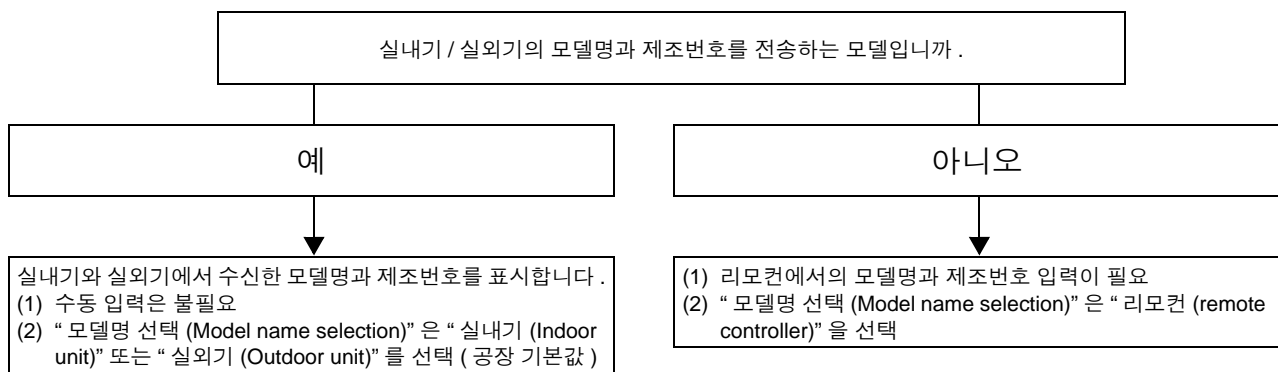 실내기 / 실외기의 모델명과 제조번호를 전송하는 모델입니까 .
예
아니오
실내기와 실외기에서 수신한 모델명과 제조번호를 표시합니다 .
(1) 수동 입력은 불필요
(2) “ 모델명 선택 (Model name selection)” 은 “ 실내기 (Indoor
unit)” 또는 “ 실외기 (Outdoor unit)” 를 선택 ( 공장 기본값 )
(1) 리모컨에서의 모델명과 제조번호 입력이 필요
(2) “ 모델명 선택 (Model name selection)” 은 “ 리모컨 (remote
controller)” 을 선택